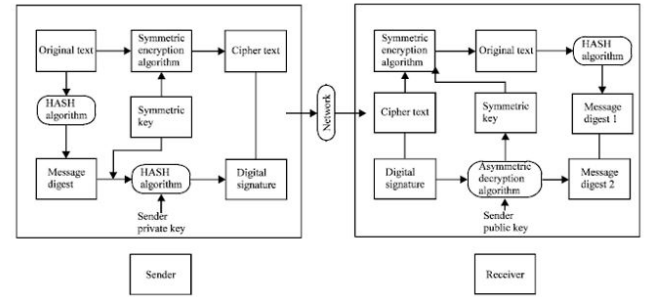 Original text
Symmetric
encryption
algorithm
Cipher text
HASH
algorithm
Symmetric
key
Message
digest
HASH
algorithm
Digital
signature
Sender
private key
Sender
Network
Symmetric
encryption
algorithm
Original text
HASH
algorithm
Cipher text
Symmetric
key
Message
digest 1
Digital
signature
Asymmetric
decryption
algorithm
Message
digest 2
Sender
public key
Receiver